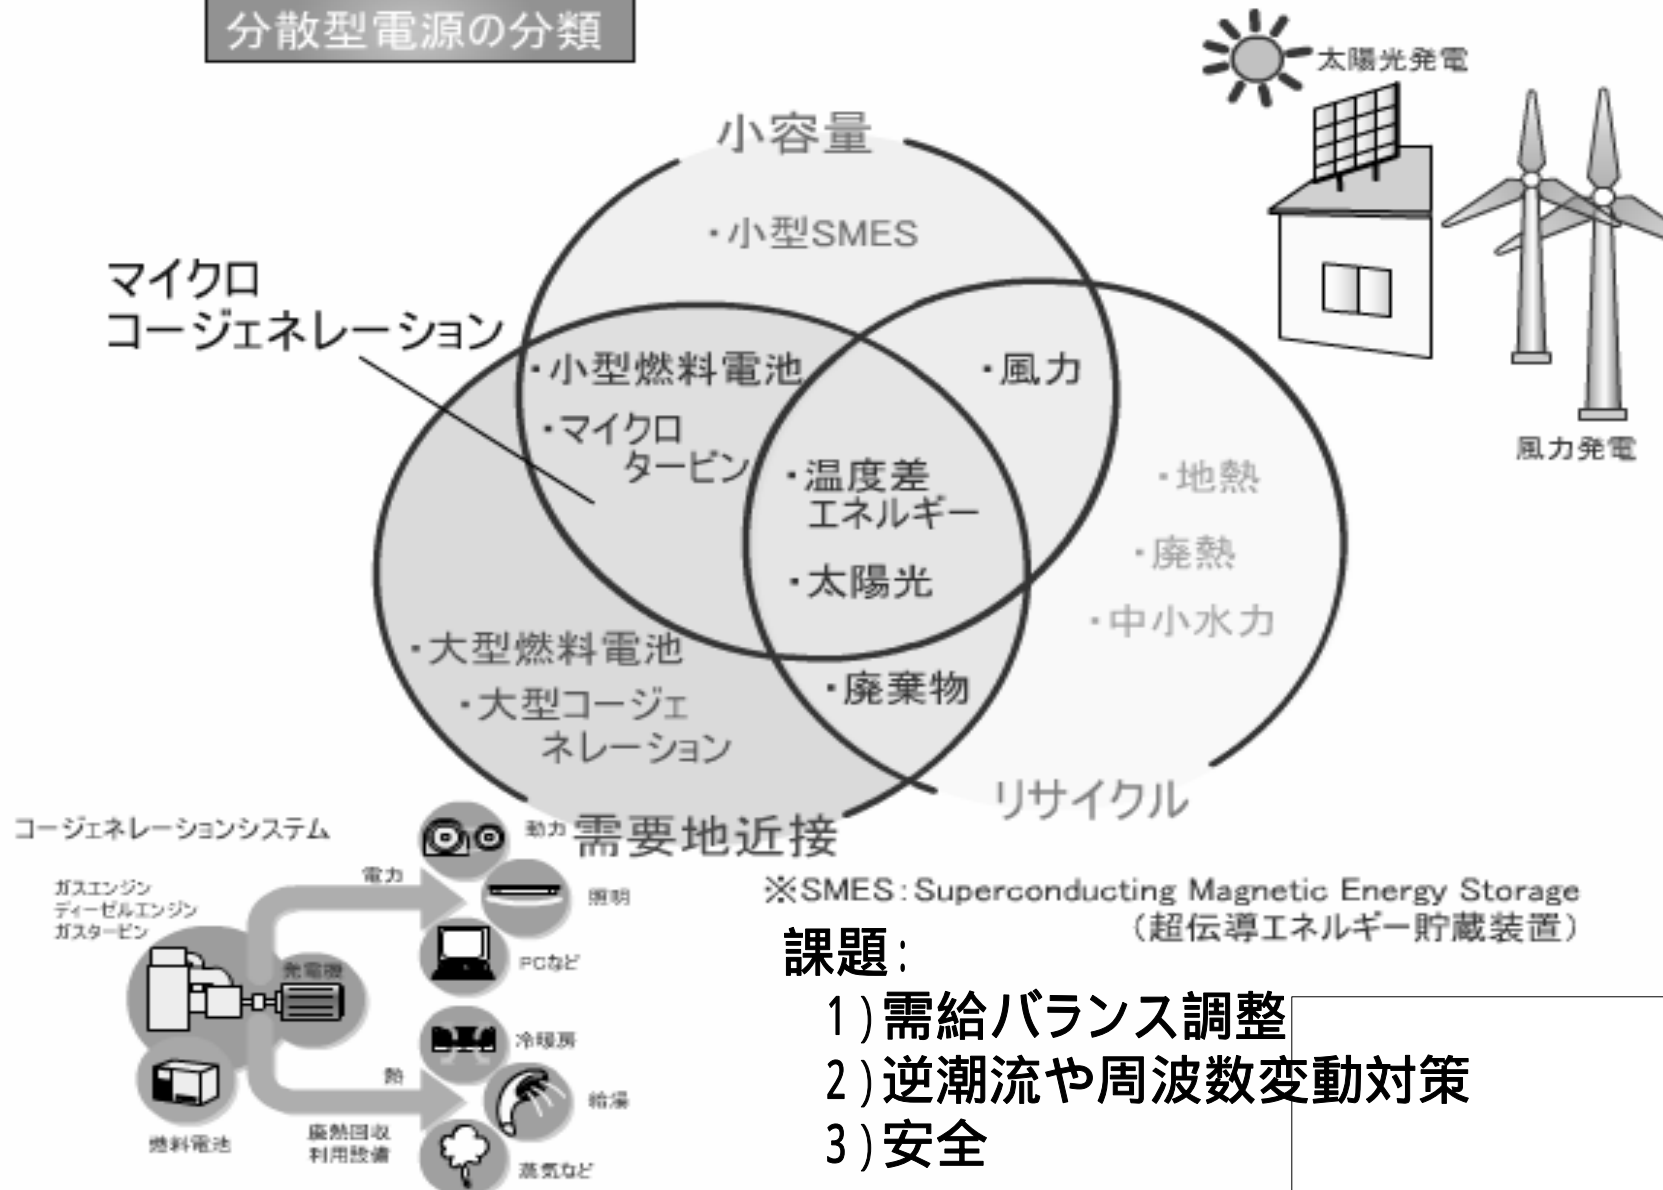 分散型電源の分類
太陽光発電
小容量
・小型SMES
マイクロ
コージェネレーション
・小型燃料電池
・風力
・マイクロ
タービン
風力発電
・温度差
エネルギー
・地熱
・廃熱
・太陽光
・中小水力
・大型燃料電池
・廃棄物
・大型コージェ
ネレーション
リサイクル
需要地近接
コージェネレーションシステム
動力
電力
ガスエンジン
ディーゼルエンジン
ガスタービン
照明
発電機
PCなど
冷暖房
熱
給湯
燃料電池
廃熱回収
利用設備
蒸気など
※SMES：Superconducting Magnetic Energy Storage
（超伝導エネルギー貯蔵装置）
課題:
1)需給バランス調整
2)逆潮流や周波数変動対策
3)安全